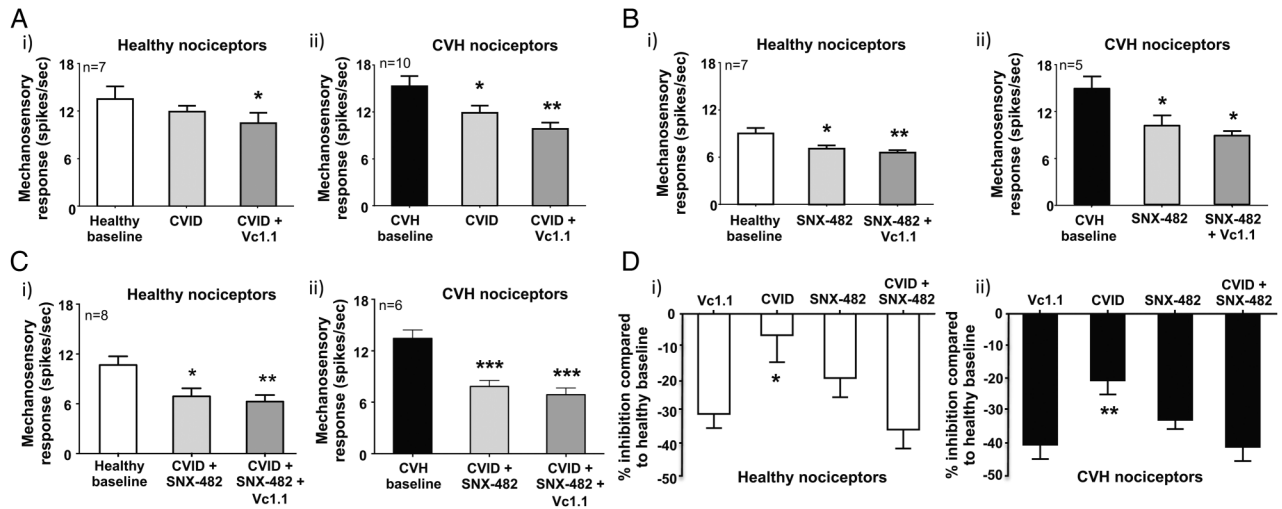 A
i)
Healthy nociceptors
n=7
Mechanosensory
response (spikes/sec)
18
12
6
0
*
Healthy
baseline
CVID
CVID +
Vc1.1
ii)
CVH nociceptors
n=10
Mechanosensory
response (spikes/sec)
18
12
6
0
*
**
CVH
baseline
CVID
CVID +
Vc1.1
B
i)
Healthy nociceptors
n=7
Mechanosensory
response (spikes/sec)
18
12
6
0
*
**
Healthy
baseline
SNX-482
SNX-482
+ Vc1.1
ii)
CVH nociceptors
n=5
Mechanosensory
response (spikes/sec)
18
12
6
0
*
*
CVH
baseline
SNX-482
SNX-482
+ Vc1.1
C
i)
Healthy nociceptors
n=8
Mechanosensory
response (spikes/sec)
18
12
6
0
*
**
Healthy
baseline
CVID +
SNX-482
CVID +
SNX-482 +
Vc1.1
ii)
CVH nociceptors
n=6
Mechanosensory
response (spikes/sec)
18
12
6
0
***
***
CVH
baseline
CVID +
SNX-482
CVID +
SNX-482 +
Vc1.1
D
i)
Vc1.1
CVID
SNX-482
CVID +
SNX-482
% inhibition compared
to healthy baseline
0
-10
-20
-30
-40
-50
*
Healthy nociceptors
ii)
Vc1.1
CVID
SNX-482
CVID +
SNX-482
% inhibition compared
to healthy baseline
0
-10
-20
-30
-40
-50
**
CVH nociceptors